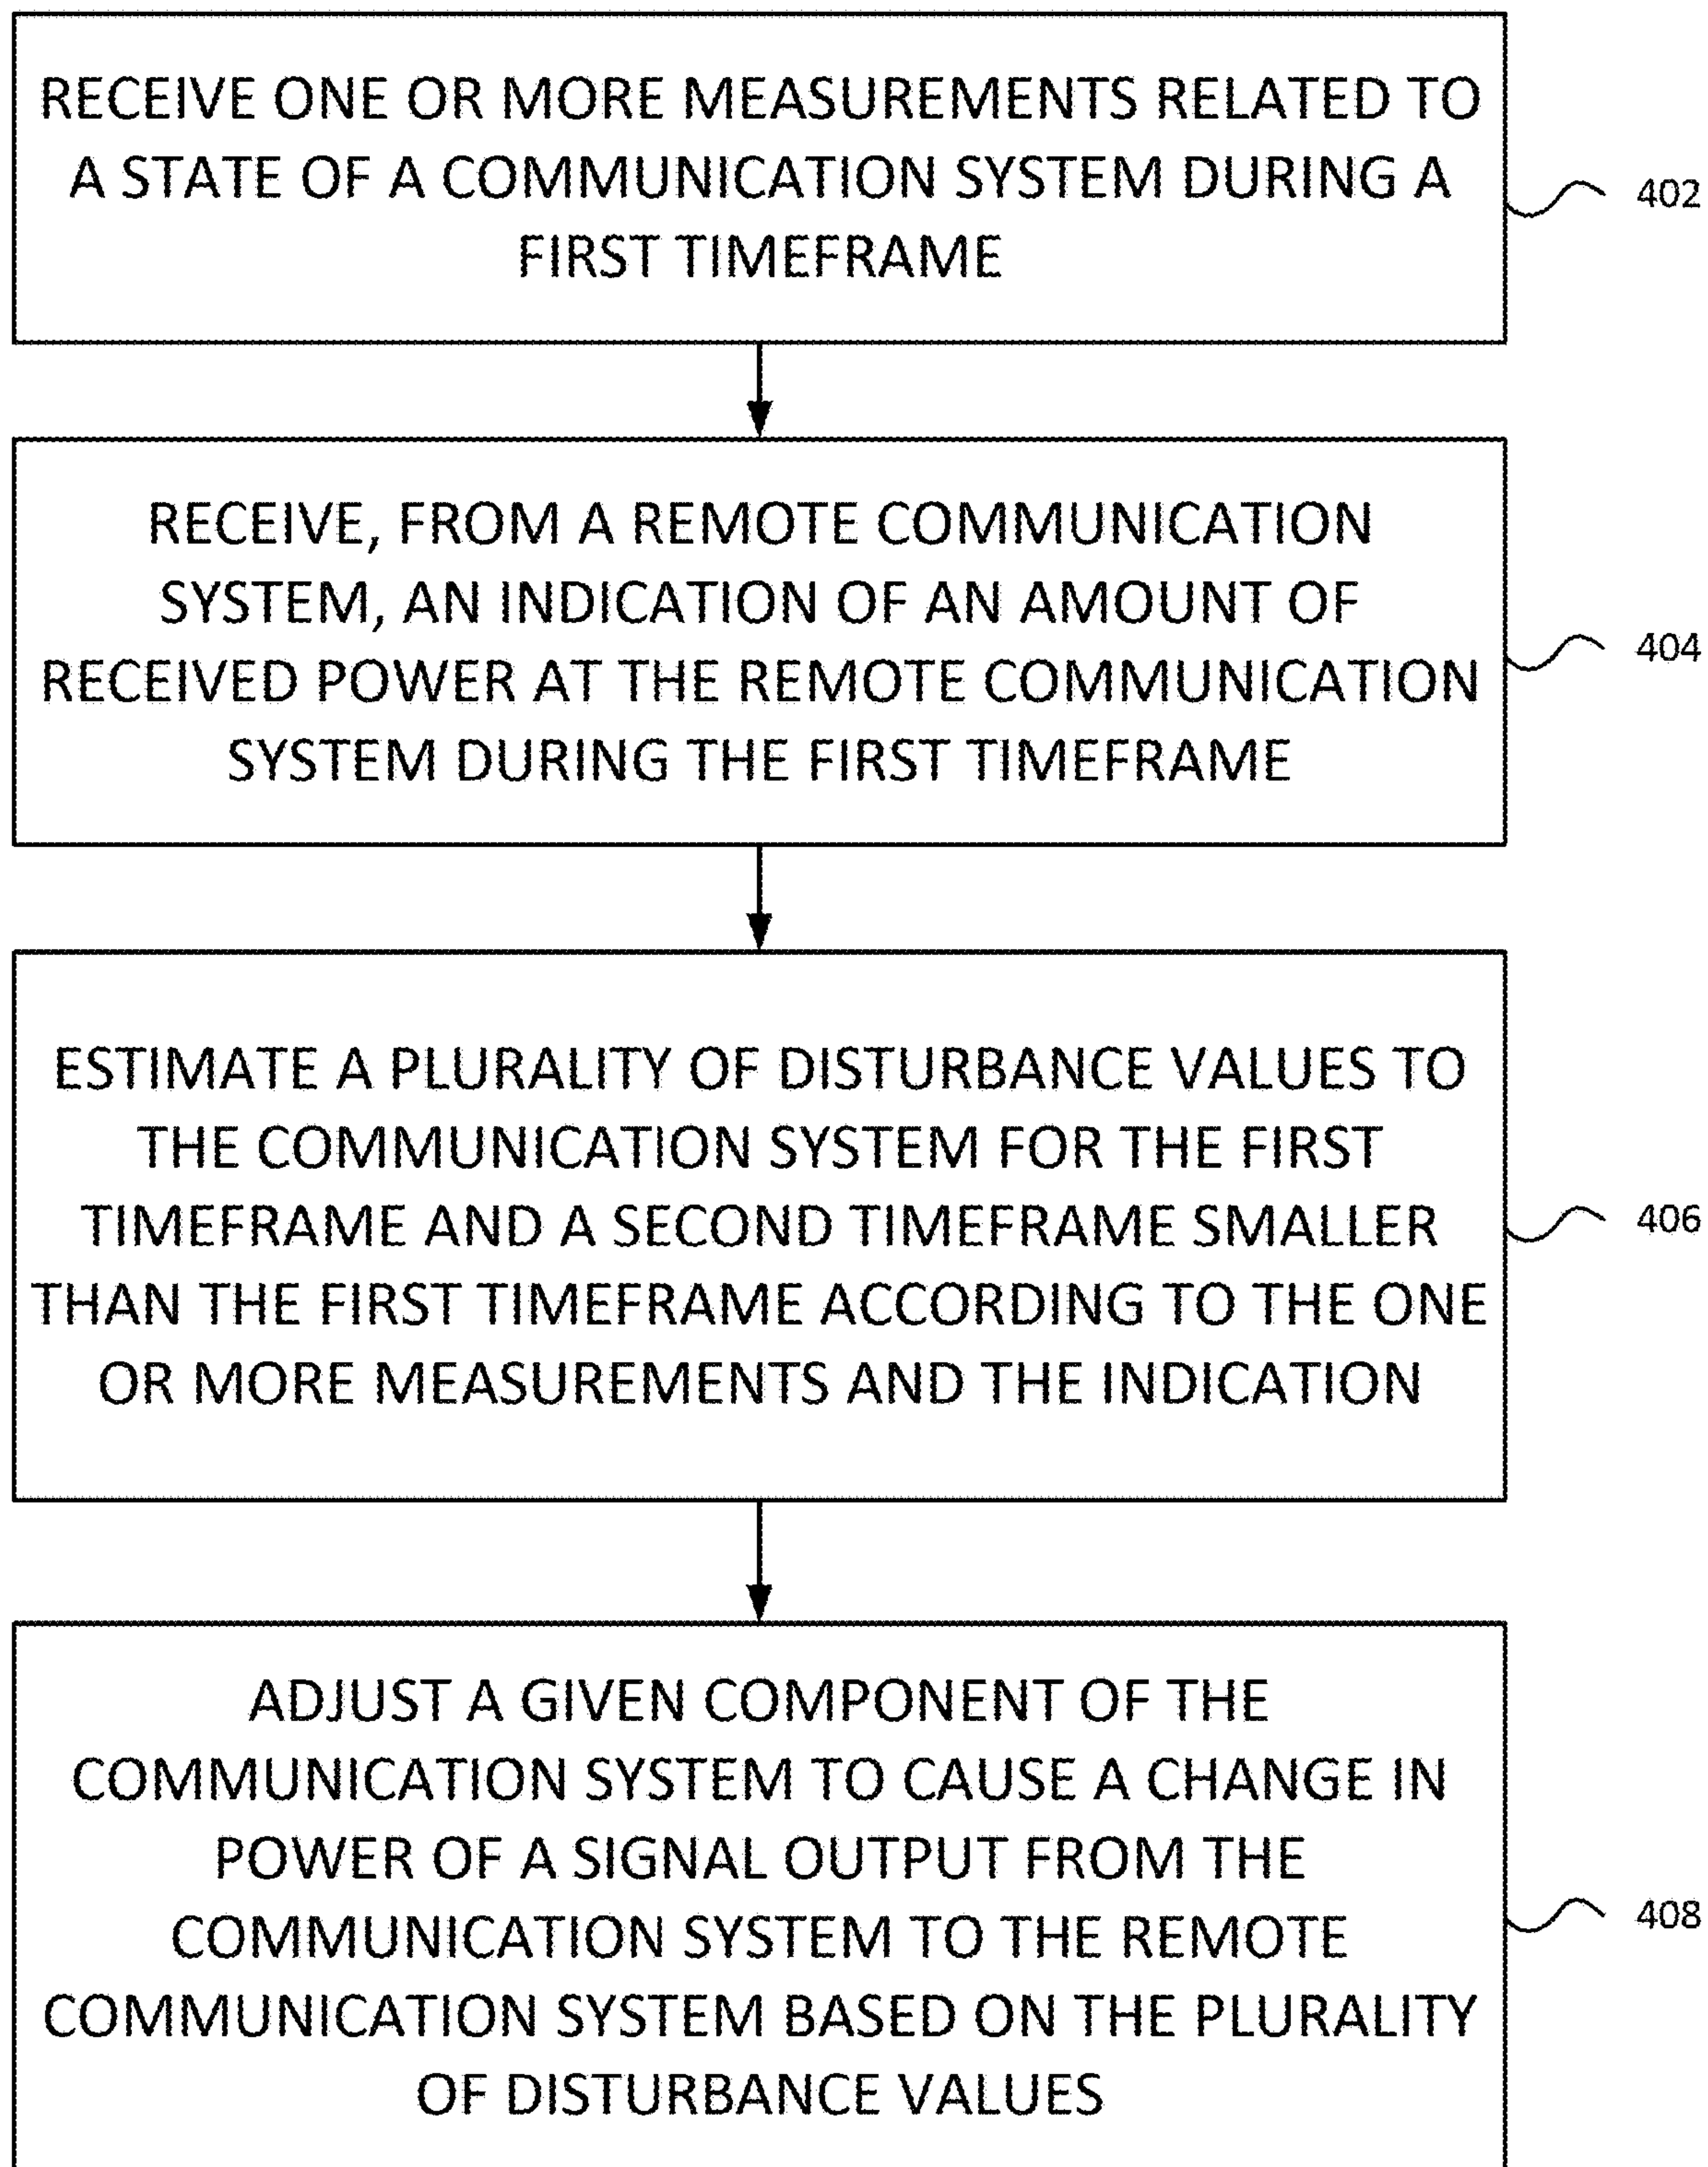 RECEIVE ONE OR MORE MEASUREMENTS RELATED TO
A STATE OF A COMMUNICATION SYSTEM DURING A
FIRST TIMEFRAME
402
RECEIVE, FROM A REMOTE COMMUNICATION
SYSTEM, AN INDICATION OF AN AMOUNT OF
RECEIVED POWER AT THE REMOTE COMMUNICATION
SYSTEM DURING THE FIRST TIMEFRAME
404
ESTIMATE A PLURALITY OF DISTURBANCE VALUES TO
THE COMMUNICATION SYSTEM FOR THE FIRST
TIMEFRAME AND A SECOND TIMEFRAME SMALLER
THAN THE FIRST TIMEFRAME ACCORDING TO THE ONE
OR MORE MEASUREMENTS AND THE INDICATION
406
ADJUST A GIVEN COMPONENT OF THE
COMMUNICATION SYSTEM TO CAUSE A CHANGE IN
POWER OF A SIGNAL OUTPUT FROM THE
COMMUNICATION SYSTEM TO THE REMOTE
COMMUNICATION SYSTEM BASED ON THE PLURALITY
OF DISTURBANCE VALUES
408